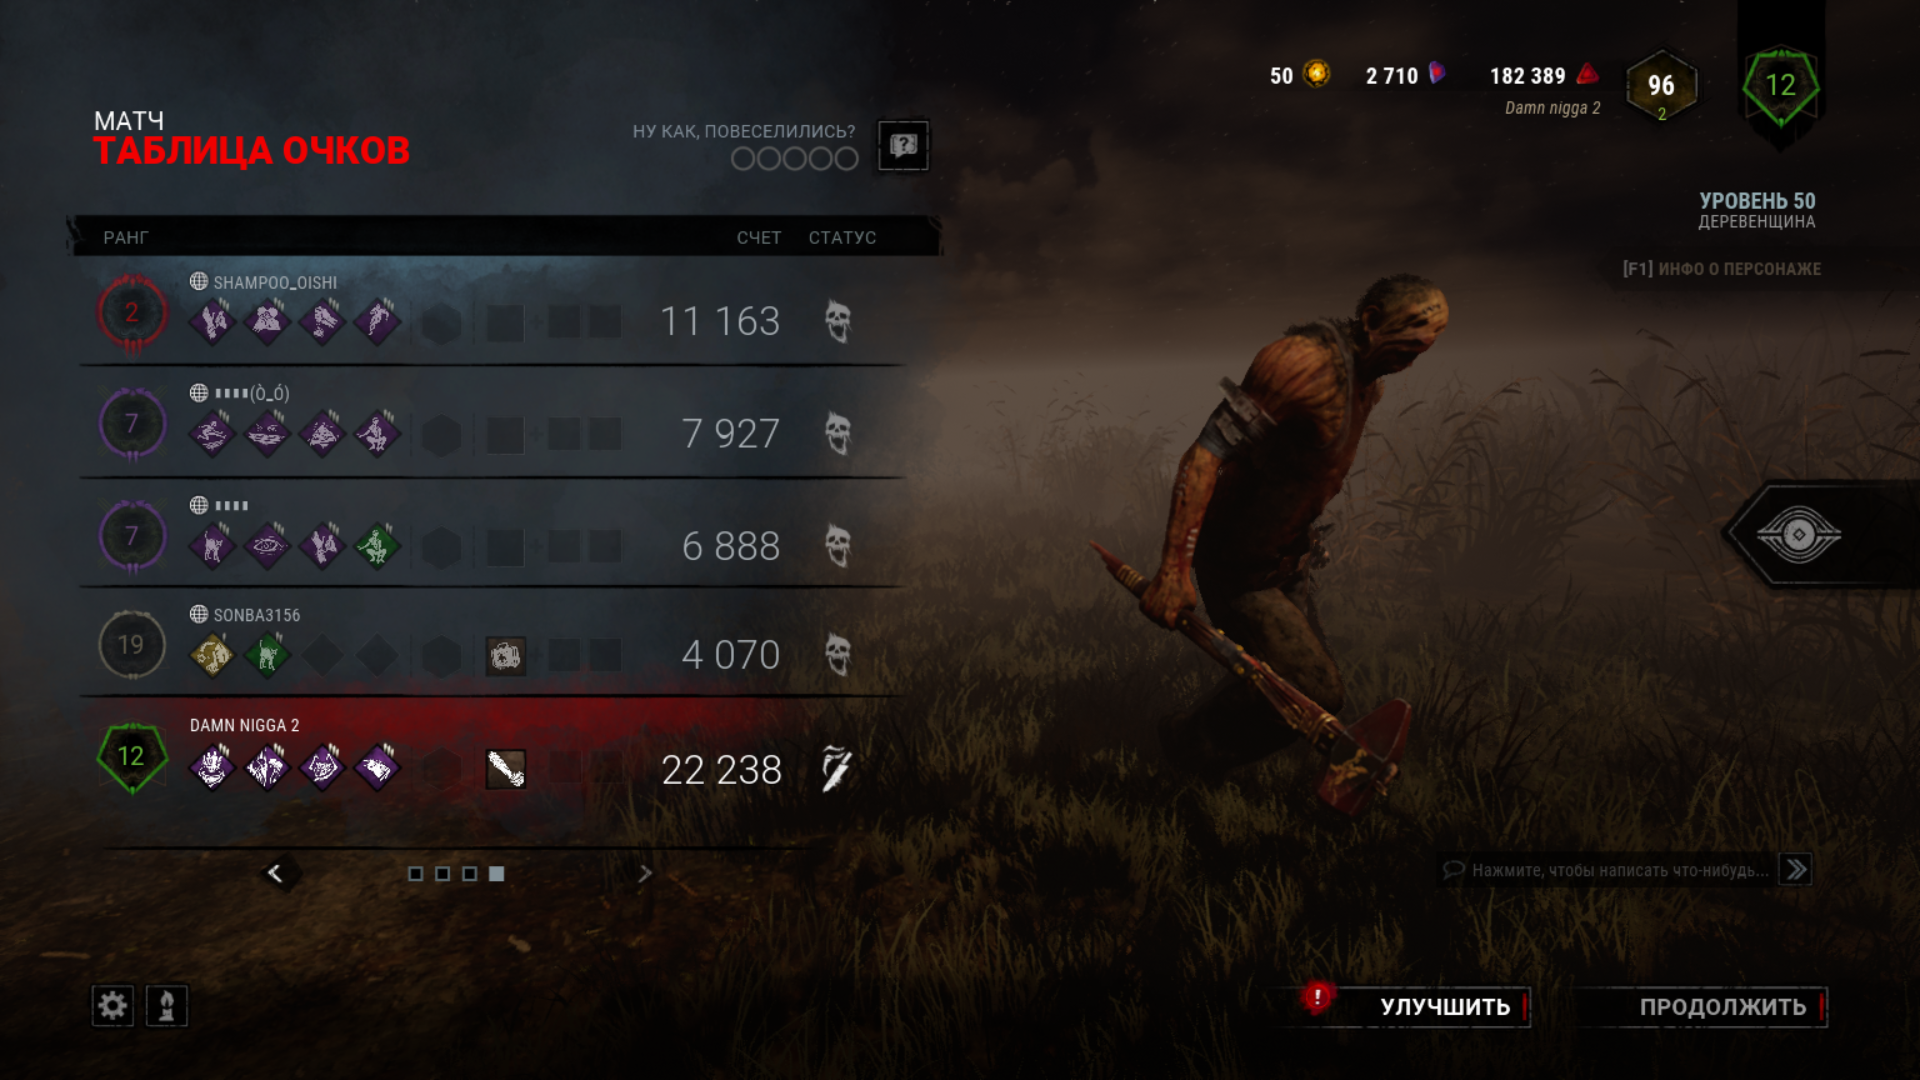 50 2 710 182 389 96 12
Damn nigga 2 2
МАТЧ
ТАБЛИЦА ОЧКОВ
НУ КАК, ПОВЕСЕЛИЛИСЬ?
УРОВЕНЬ 50
ДЕРЕВЕНЩИНА
[F1] ИНФО О ПЕРСОНАЖЕ
РАНГ СЧЕТ СТАТУС
SHAMPOO_OISHI
2 11 163
(Ò_Ó)
7 7 927
7 6 888
SONBA3156
19 4 070
DAMN NIGGA 2
12 22 238
Нажмите, чтобы написать что-нибудь...
УЛУЧШИТЬ ПРОДОЛЖИТЬ